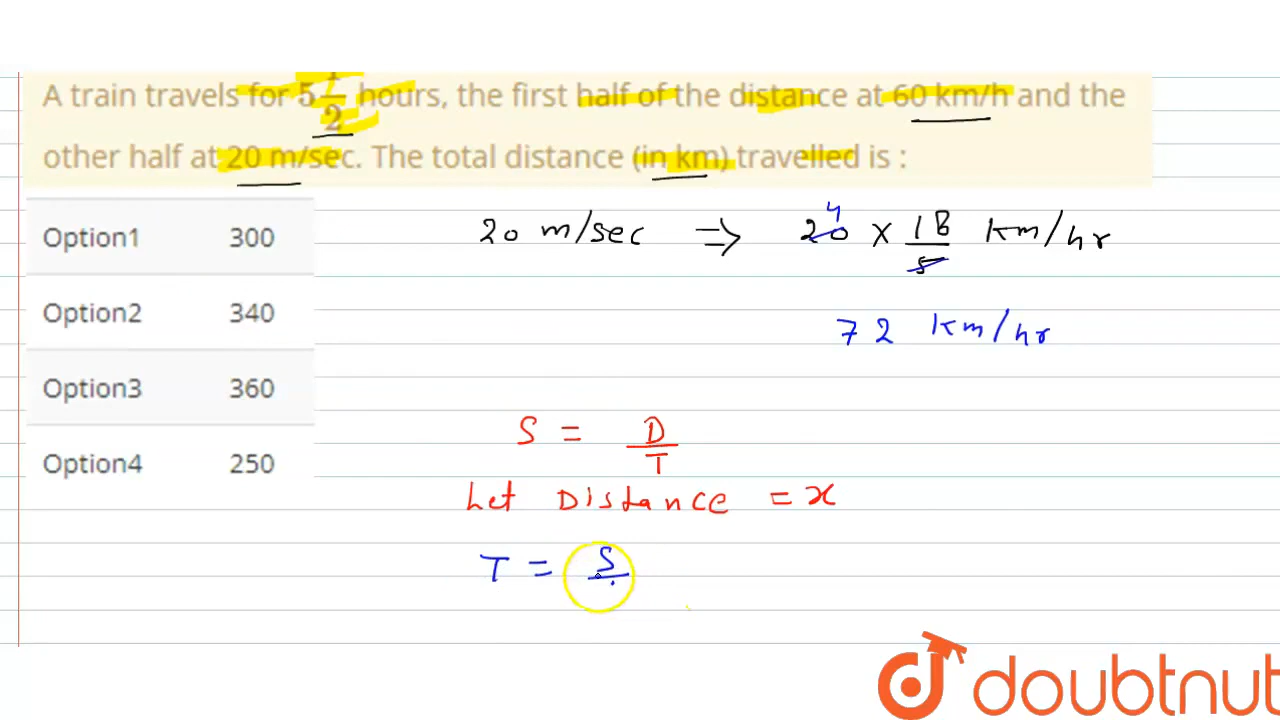 A train travels for 5 1/2 hours, the first half of the distance at 60 km/h and the
other half at 20 m/sec. The total distance (in km) travelled is :
Option1 300
Option2 340
Option3 360
Option4 250
20 m/sec ⇒ 20 × 18/5 km/hr
4
72 km/hr
S = D/T
Let Distance = x
T = S
doubtnut